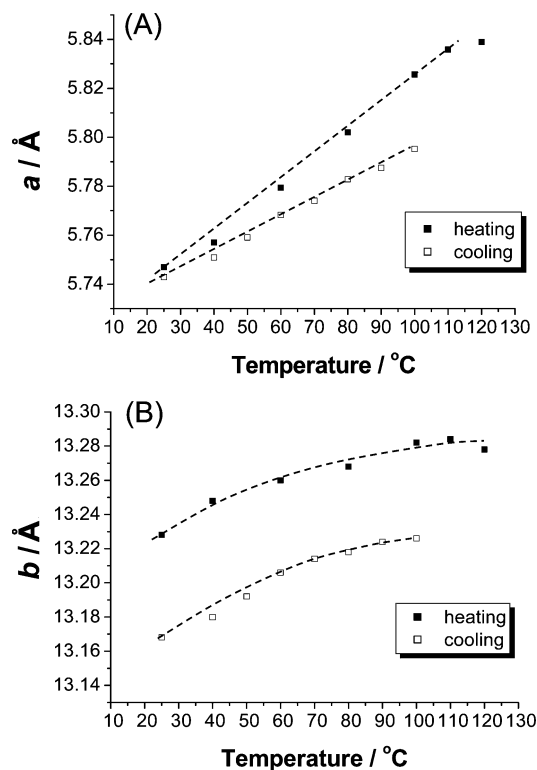 (A)
5.84
5.82
5.80
5.78
5.76
5.74
a / Å
heating
cooling
10 20 30 40 50 60 70 80 90 100 110 120 130
Temperature / °C
(B)
13.30
13.28
13.26
13.24
13.22
13.20
13.18
13.16
13.14
b / Å
heating
cooling
10 20 30 40 50 60 70 80 90 100 110 120 130
Temperature / °C